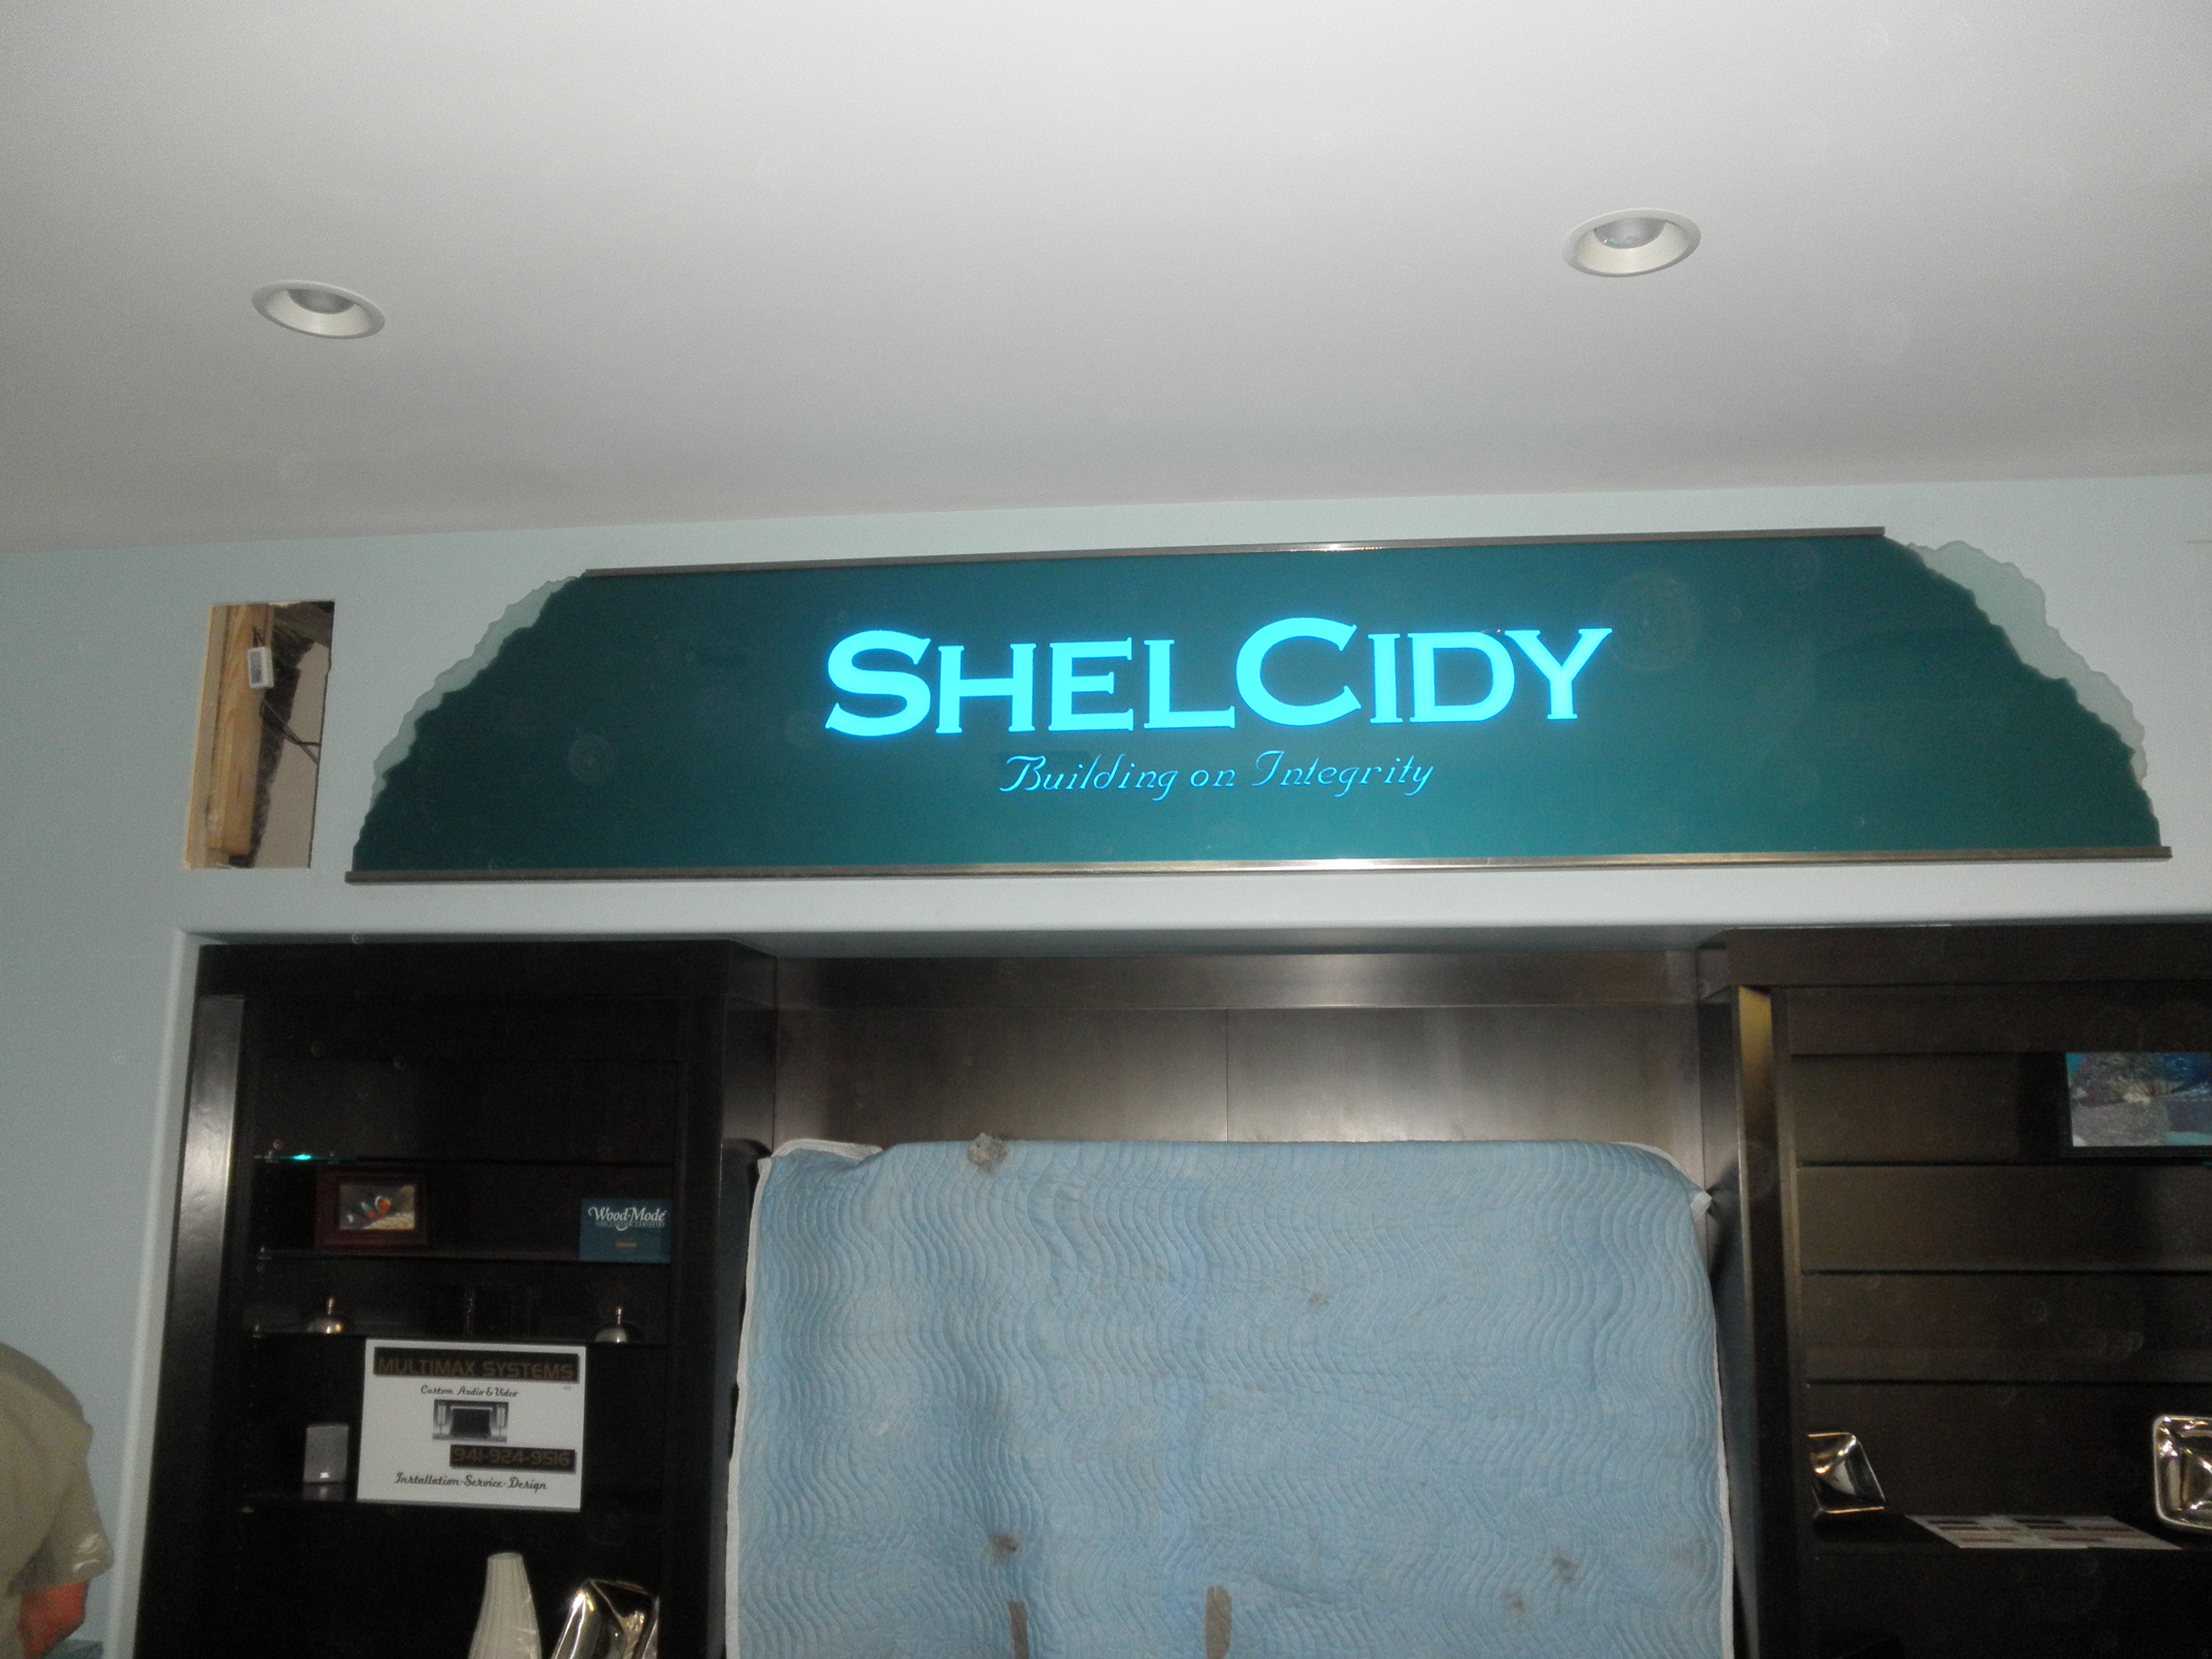 SHELCIDY
Building on Integrity
Wood-Mode
MULTIMAX SYSTEMS
Custom Audio & Video
941-924-9516
Installation-Service-Design